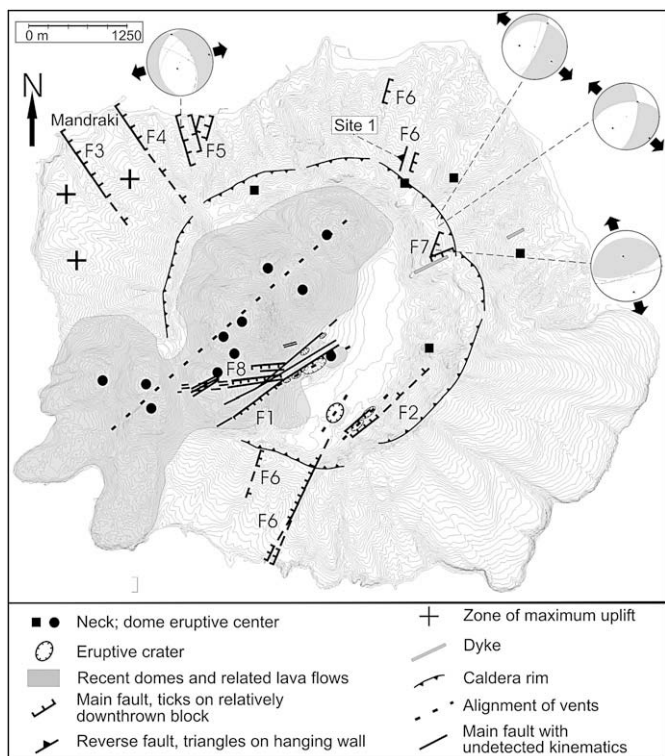 0 m 1250
N
Mandraki
F3
F4
F5
F6
F6
Site 1
F7
F8
F1
F2
F6
F6
Neck; dome eruptive center
Eruptive crater
Recent domes and related lava flows
Main fault, ticks on relatively
downthrown block
Reverse fault, triangles on hanging wall
Zone of maximum uplift
Dyke
Caldera rim
Alignment of vents
Main fault with
undetected kinematics